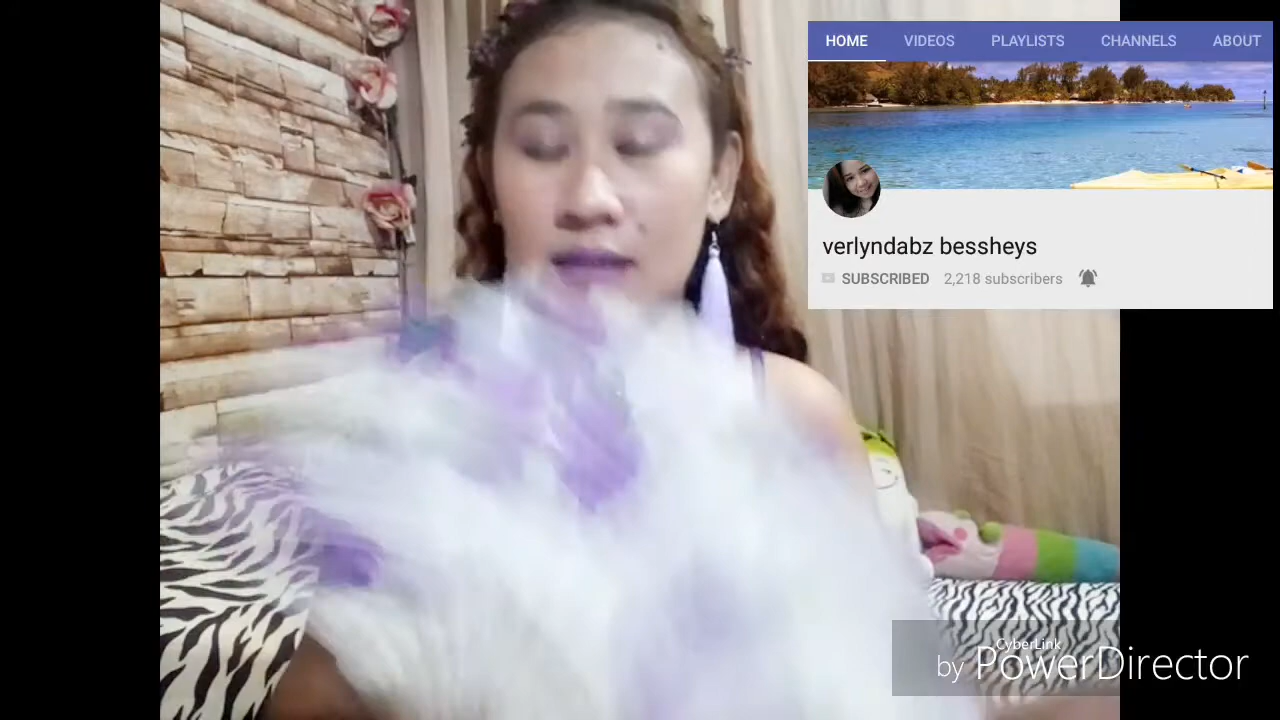 HOME VIDEOS PLAYLISTS CHANNELS ABOUT
verlyndabz bessheys
SUBSCRIBED 2,218 subscribers
CyberLink
by PowerDirector